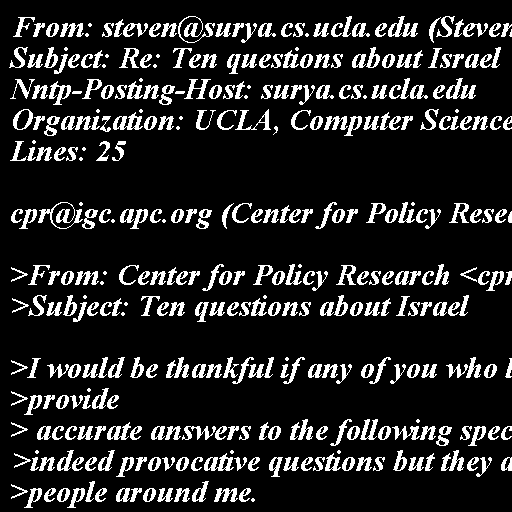 From: steven@surya.cs.ucla.edu (Steven
Subject: Re: Ten questions about Israel
Nntp-Posting-Host: surya.cs.ucla.edu
Organization: UCLA, Computer Science
Lines: 25

cpr@igc.apc.org (Center for Policy Rese

>From: Center for Policy Research <cpr
>Subject: Ten questions about Israel

>I would be thankful if any of you who
>provide
> accurate answers to the following spec
>indeed provocative questions but they
>people around me.